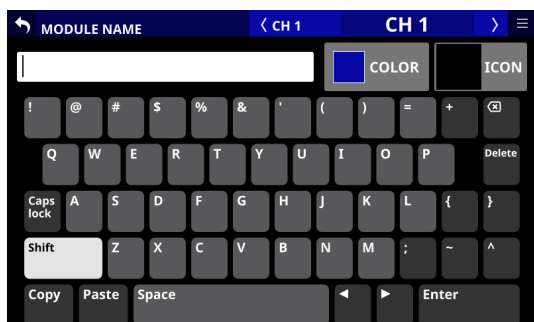 MODULE NAME 〈 CH 1 CH 1 〉 ≡
COLOR ICON
! @ # $ % & ' ( ) = +
Q W E R T Y U I O P Delete
Caps lock A S D F G H J K L { }
Shift Z X C V B N M ; ~ ^
Copy Paste Space ◄ ► Enter